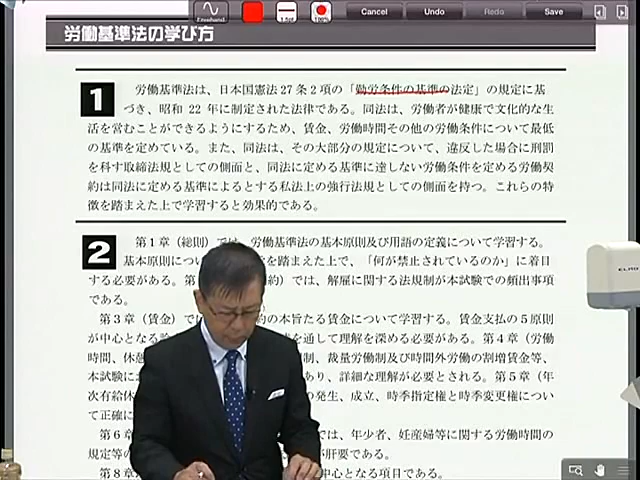 Freehand 1.5pt 100% Cancel Undo Redo Save
労働基準法の学び方
1 労働基準法は、日本国憲法27条2項の「勤労条件の基準の法定」の規定に基
づき、昭和 22 年に制定された法律である。同法は、労働者が健康で文化的な生
活を営むことができるようにするため、賃金、労働時間その他の労働条件について最低
の基準を定めている。また、同法は、その大部分の規定について、違反した場合に刑罰
を科す取締法規としての側面と、同法に定める基準に達しない労働条件を定める労働契
約は同法に定める基準によるとする私法上の強行法規としての側面を持つ。これらの特
徴を踏まえた上で学習すると効果的である。
2 第1章（総則）では、労働基準法の基本原則及び用語の定義について学習する。
基本原則につい を踏まえた上で、「何が禁止されているのか」に着目
する必要がある。第 約）では、解雇に関する法規制が本試験での頻出事項
である。
第3章（賃金）で 約の本旨たる賃金について学習する。賃金支払の5原則
が中心となる を通して理解を深める必要がある。第4章（労働
時間、休憩 制、裁量労働制及び時間外労働の割増賃金等、
本試験に あり、詳細な理解が必要とされる。第5章（年
次有給休 の発生、成立、時季指定権と時季変更権につい
て正確に
第6章 では、年少者、妊産婦等に関する労働時間の
規定等の が肝要である。
第8章 中心となる項目である。
ELMO